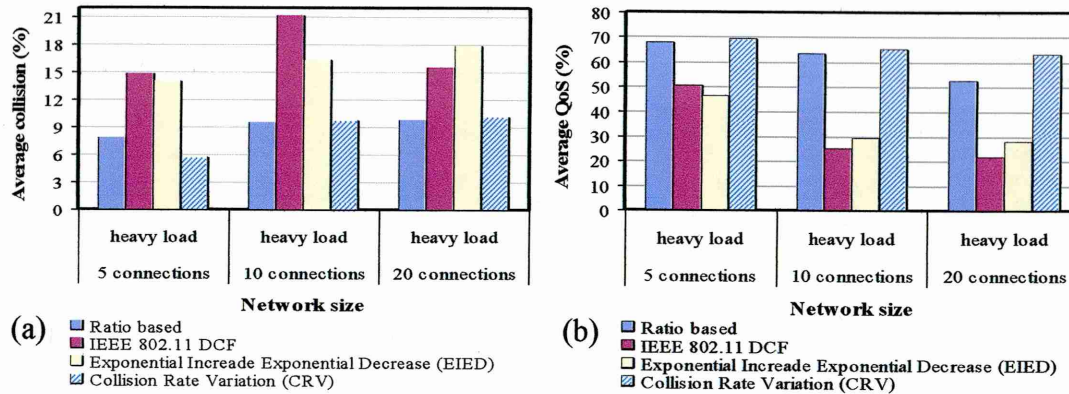 Average collision (%)
21
18
15
12
9
6
3
0
heavy load
heavy load
heavy load
5 connections
10 connections
20 connections
Network size
(a)
Ratio based
IEEE 802.11 DCF
Exponential Increade Exponential Decrease (EIED)
Collision Rate Variation (CRV)
Average QoS (%)
80
70
60
50
40
30
20
10
0
heavy load
heavy load
heavy load
5 connections
10 connections
20 connections
Network size
(b)
Ratio based
IEEE 802.11 DCF
Exponential Increade Exponential Decrease (EIED)
Collision Rate Variation (CRV)